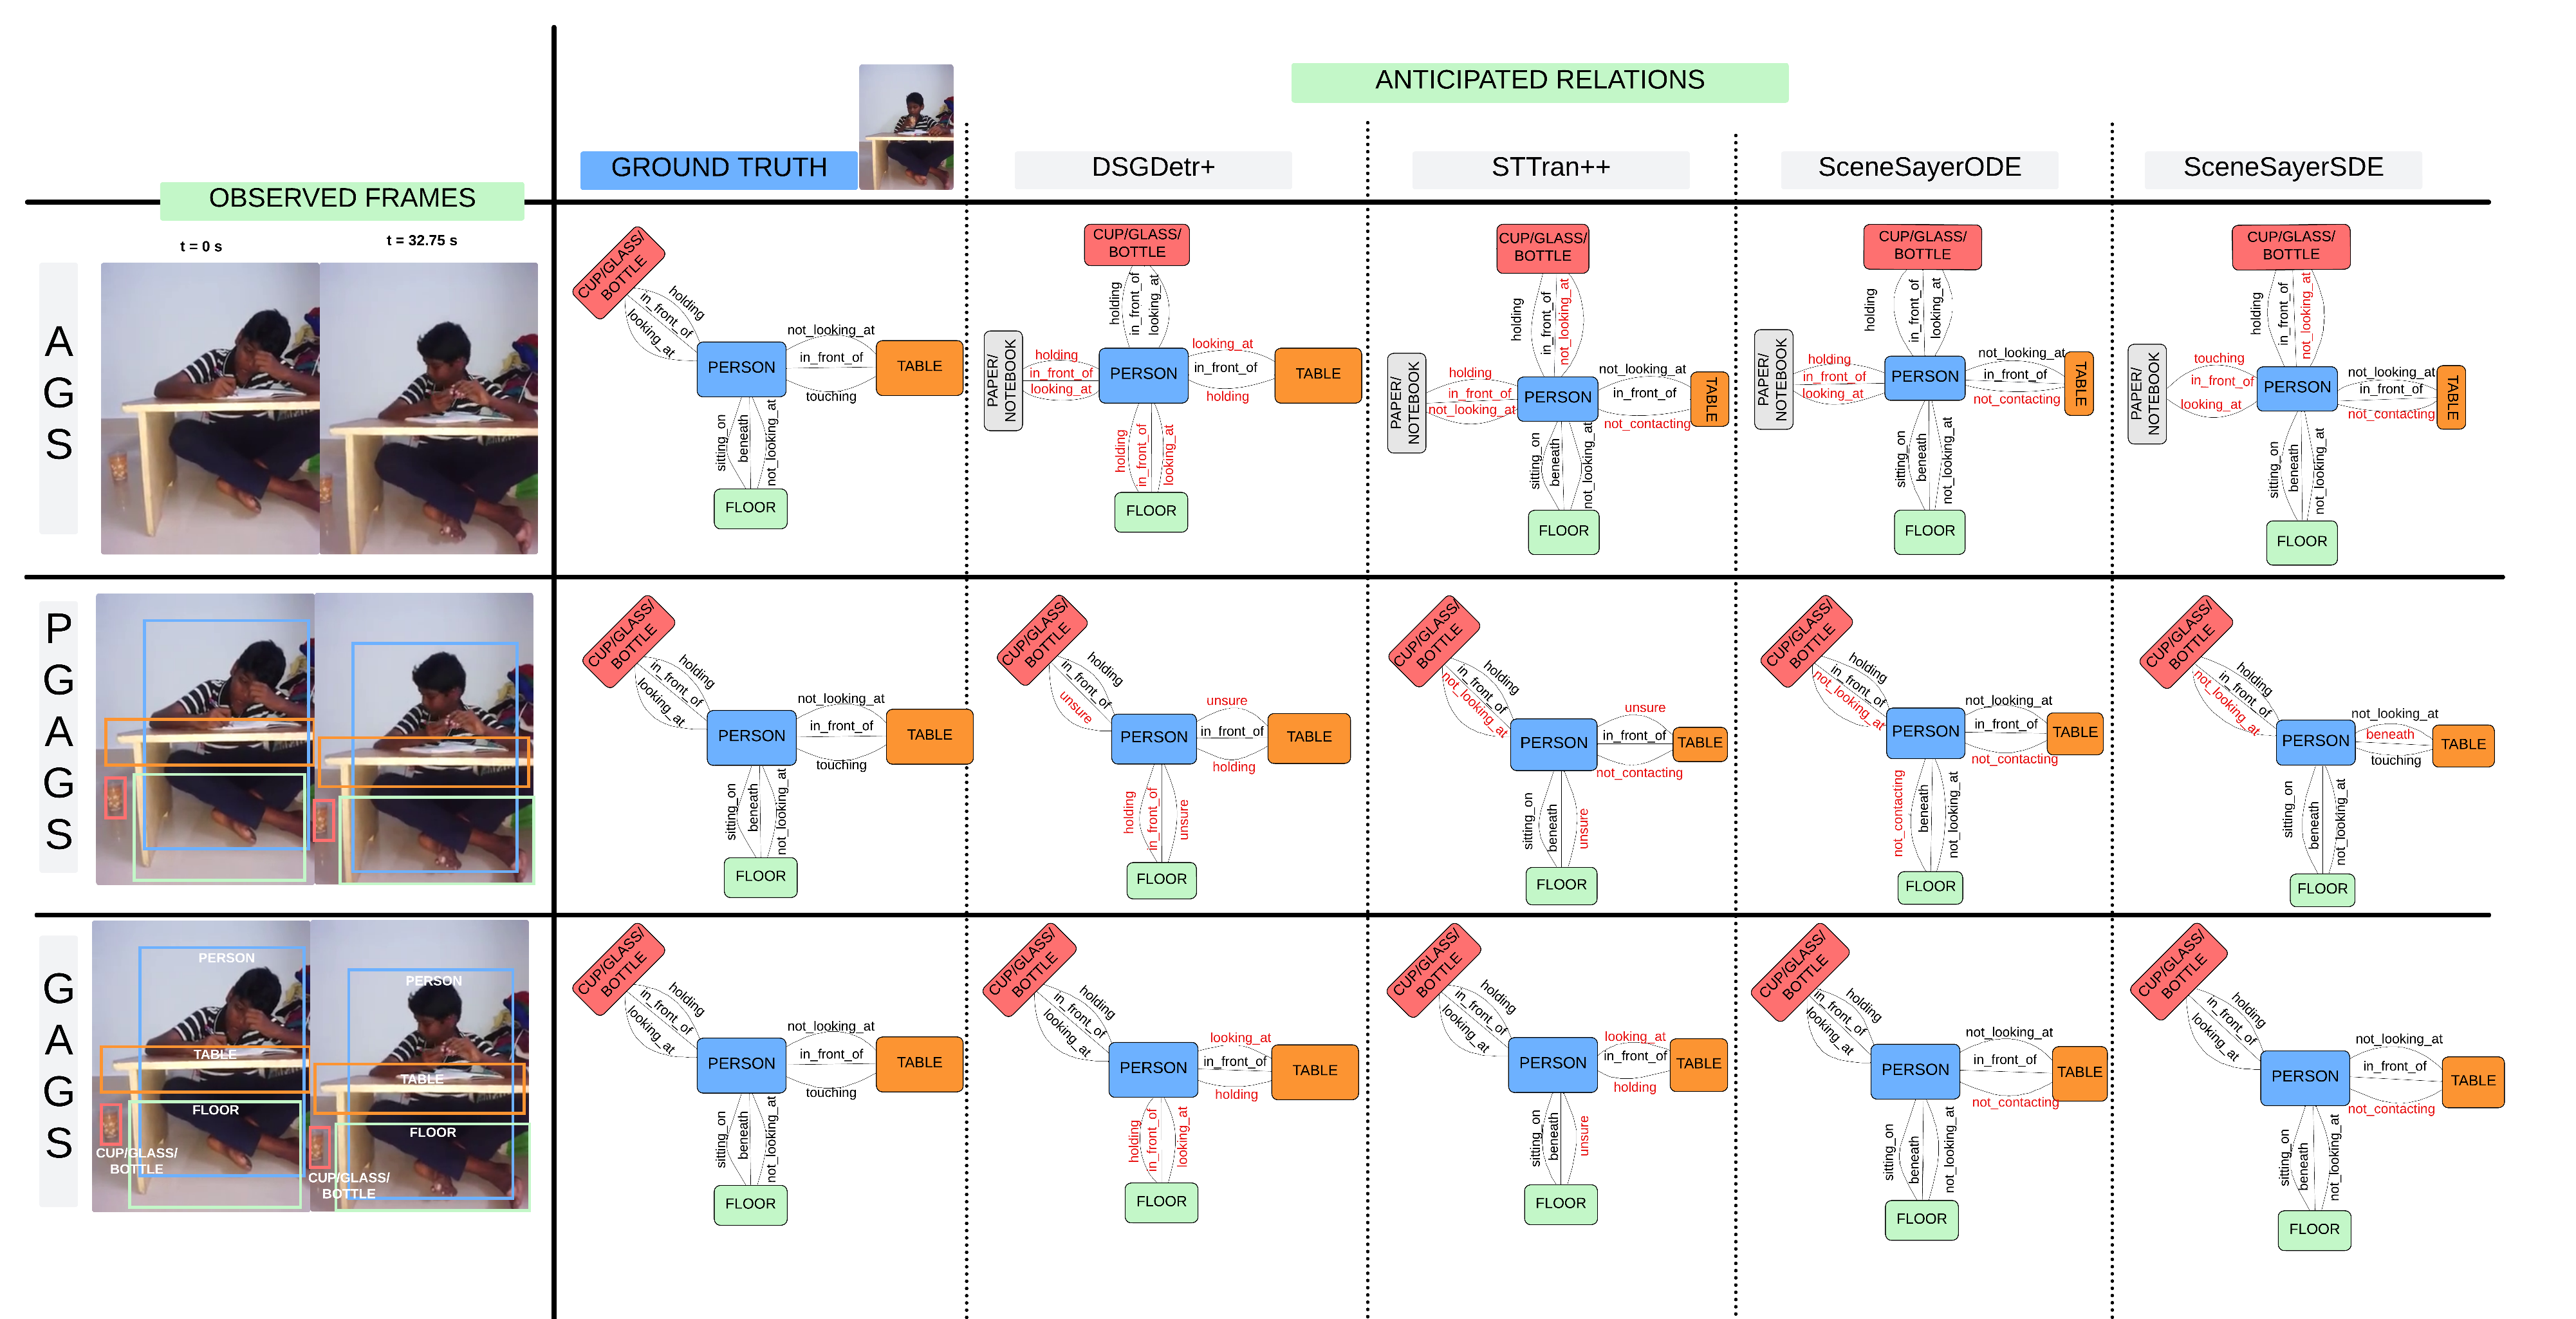 ANTICIPATED RELATIONS
GROUND TRUTH
DSGDetr+
STTran++
SceneSayerODE
SceneSayerSDE
OBSERVED FRAMES
t = 0 s
t = 32.75 s
A
G
S
CUP/GLASS/
BOTTLE
holding
in_front_of
looking_at
PERSON
not_looking_at
in_front_of
touching
TABLE
sitting_on
beneath
not_looking_at
FLOOR
CUP/GLASS/
BOTTLE
holding
in_front_of
looking_at
PAPER/
NOTEBOOK
holding
in_front_of
looking_at
PERSON
looking_at
in_front_of
holding
TABLE
holding
in_front_of
looking_at
FLOOR
CUP/GLASS/
BOTTLE
holding
in_front_of
not_looking_at
PAPER/
NOTEBOOK
holding
in_front_of
not_looking_at
PERSON
not_looking_at
in_front_of
not_contacting
TABLE
sitting_on
beneath
not_looking_at
FLOOR
CUP/GLASS/
BOTTLE
holding
in_front_of
looking_at
PAPER/
NOTEBOOK
holding
in_front_of
looking_at
PERSON
not_looking_at
in_front_of
not_contacting
TABLE
sitting_on
beneath
not_looking_at
FLOOR
CUP/GLASS/
BOTTLE
holding
in_front_of
not_looking_at
PAPER/
NOTEBOOK
touching
in_front_of
looking_at
PERSON
not_looking_at
in_front_of
not_contacting
TABLE
sitting_on
beneath
not_looking_at
FLOOR
P
G
A
G
S
CUP/GLASS/
BOTTLE
holding
in_front_of
looking_at
PERSON
not_looking_at
in_front_of
touching
TABLE
sitting_on
beneath
not_looking_at
FLOOR
CUP/GLASS/
BOTTLE
holding
in_front_of
unsure
PERSON
unsure
in_front_of
holding
TABLE
holding
in_front_of
unsure
FLOOR
CUP/GLASS/
BOTTLE
holding
in_front_of
not_looking_at
PERSON
unsure
in_front_of
not_contacting
TABLE
sitting_on
beneath
unsure
FLOOR
CUP/GLASS/
BOTTLE
holding
in_front_of
not_looking_at
PERSON
not_looking_at
in_front_of
not_contacting
TABLE
not_contacting
beneath
not_looking_at
FLOOR
CUP/GLASS/
BOTTLE
holding
in_front_of
not_looking_at
PERSON
not_looking_at
beneath
touching
TABLE
sitting_on
beneath
not_looking_at
FLOOR
G
A
G
S
PERSON
TABLE
FLOOR
CUP/GLASS/
BOTTLE
PERSON
TABLE
FLOOR
CUP/GLASS/
BOTTLE
CUP/GLASS/
BOTTLE
holding
in_front_of
looking_at
PERSON
not_looking_at
in_front_of
touching
TABLE
sitting_on
beneath
not_looking_at
FLOOR
CUP/GLASS/
BOTTLE
holding
in_front_of
looking_at
PERSON
looking_at
in_front_of
holding
TABLE
holding
in_front_of
looking_at
FLOOR
CUP/GLASS/
BOTTLE
holding
in_front_of
looking_at
PERSON
looking_at
in_front_of
holding
TABLE
sitting_on
beneath
unsure
FLOOR
CUP/GLASS/
BOTTLE
holding
in_front_of
looking_at
PERSON
not_looking_at
in_front_of
not_contacting
TABLE
sitting_on
beneath
not_looking_at
FLOOR
CUP/GLASS/
BOTTLE
holding
in_front_of
looking_at
PERSON
not_looking_at
in_front_of
not_contacting
TABLE
sitting_on
beneath
not_looking_at
FLOOR